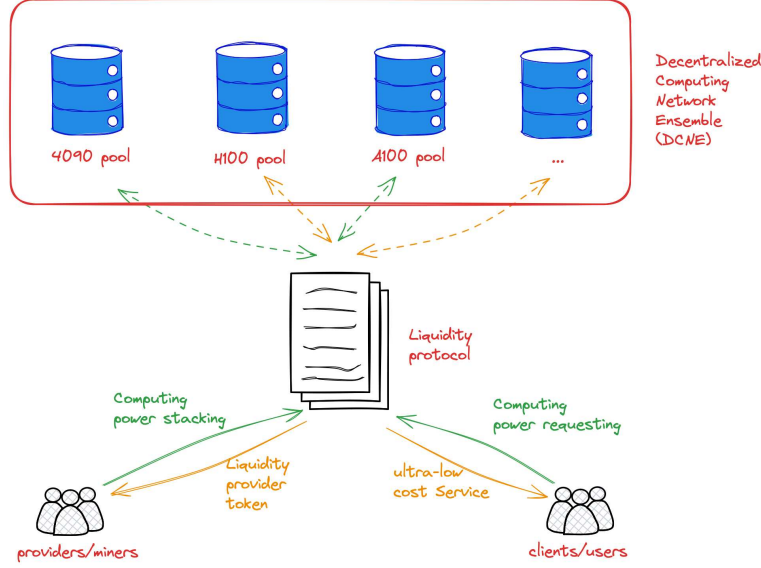 Decentralized
Computing
Network
Ensemble
(DCNE)
4090 pool
H100 pool
A100 pool
...
Liquidity
protocol
Computing
power stacking
Computing
power requesting
Liquidity
provider
token
ultra-low
cost Service
providers/miners
clients/users